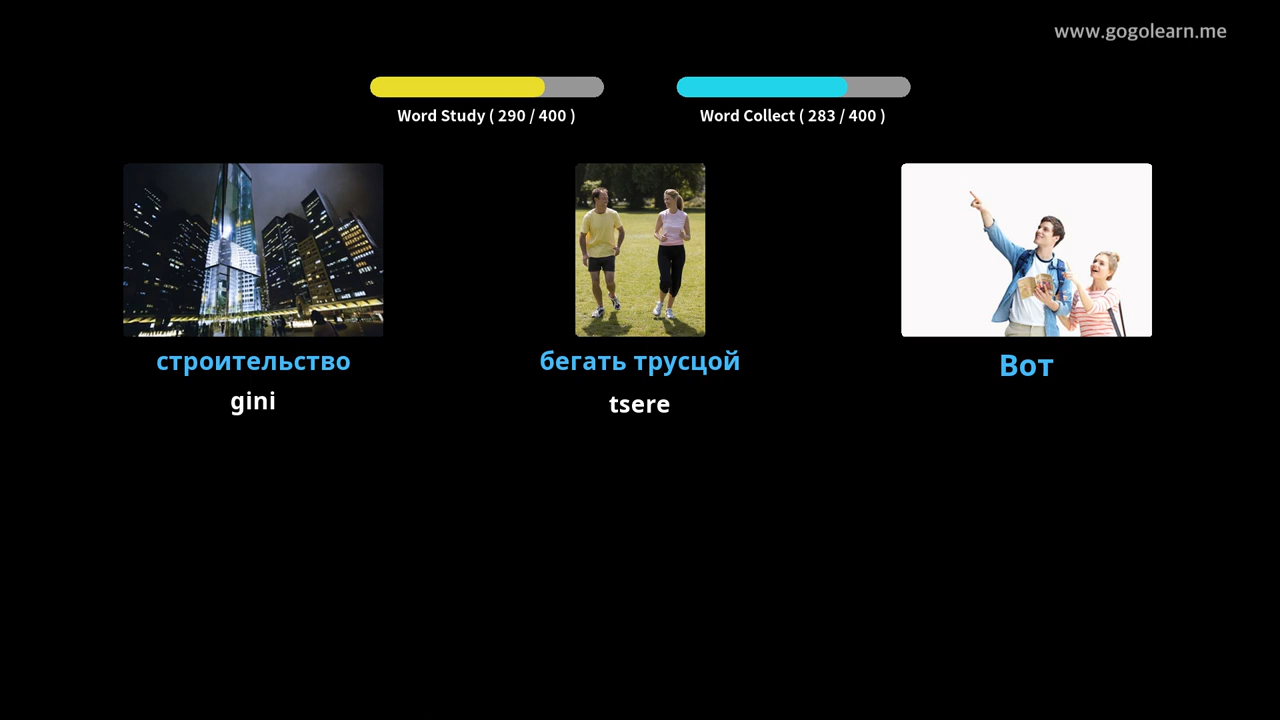 www.gogolearn.me
Word Study ( 290 / 400 )
Word Collect ( 283 / 400 )
строительство
gini
бегать трусцой
tsere
Вот